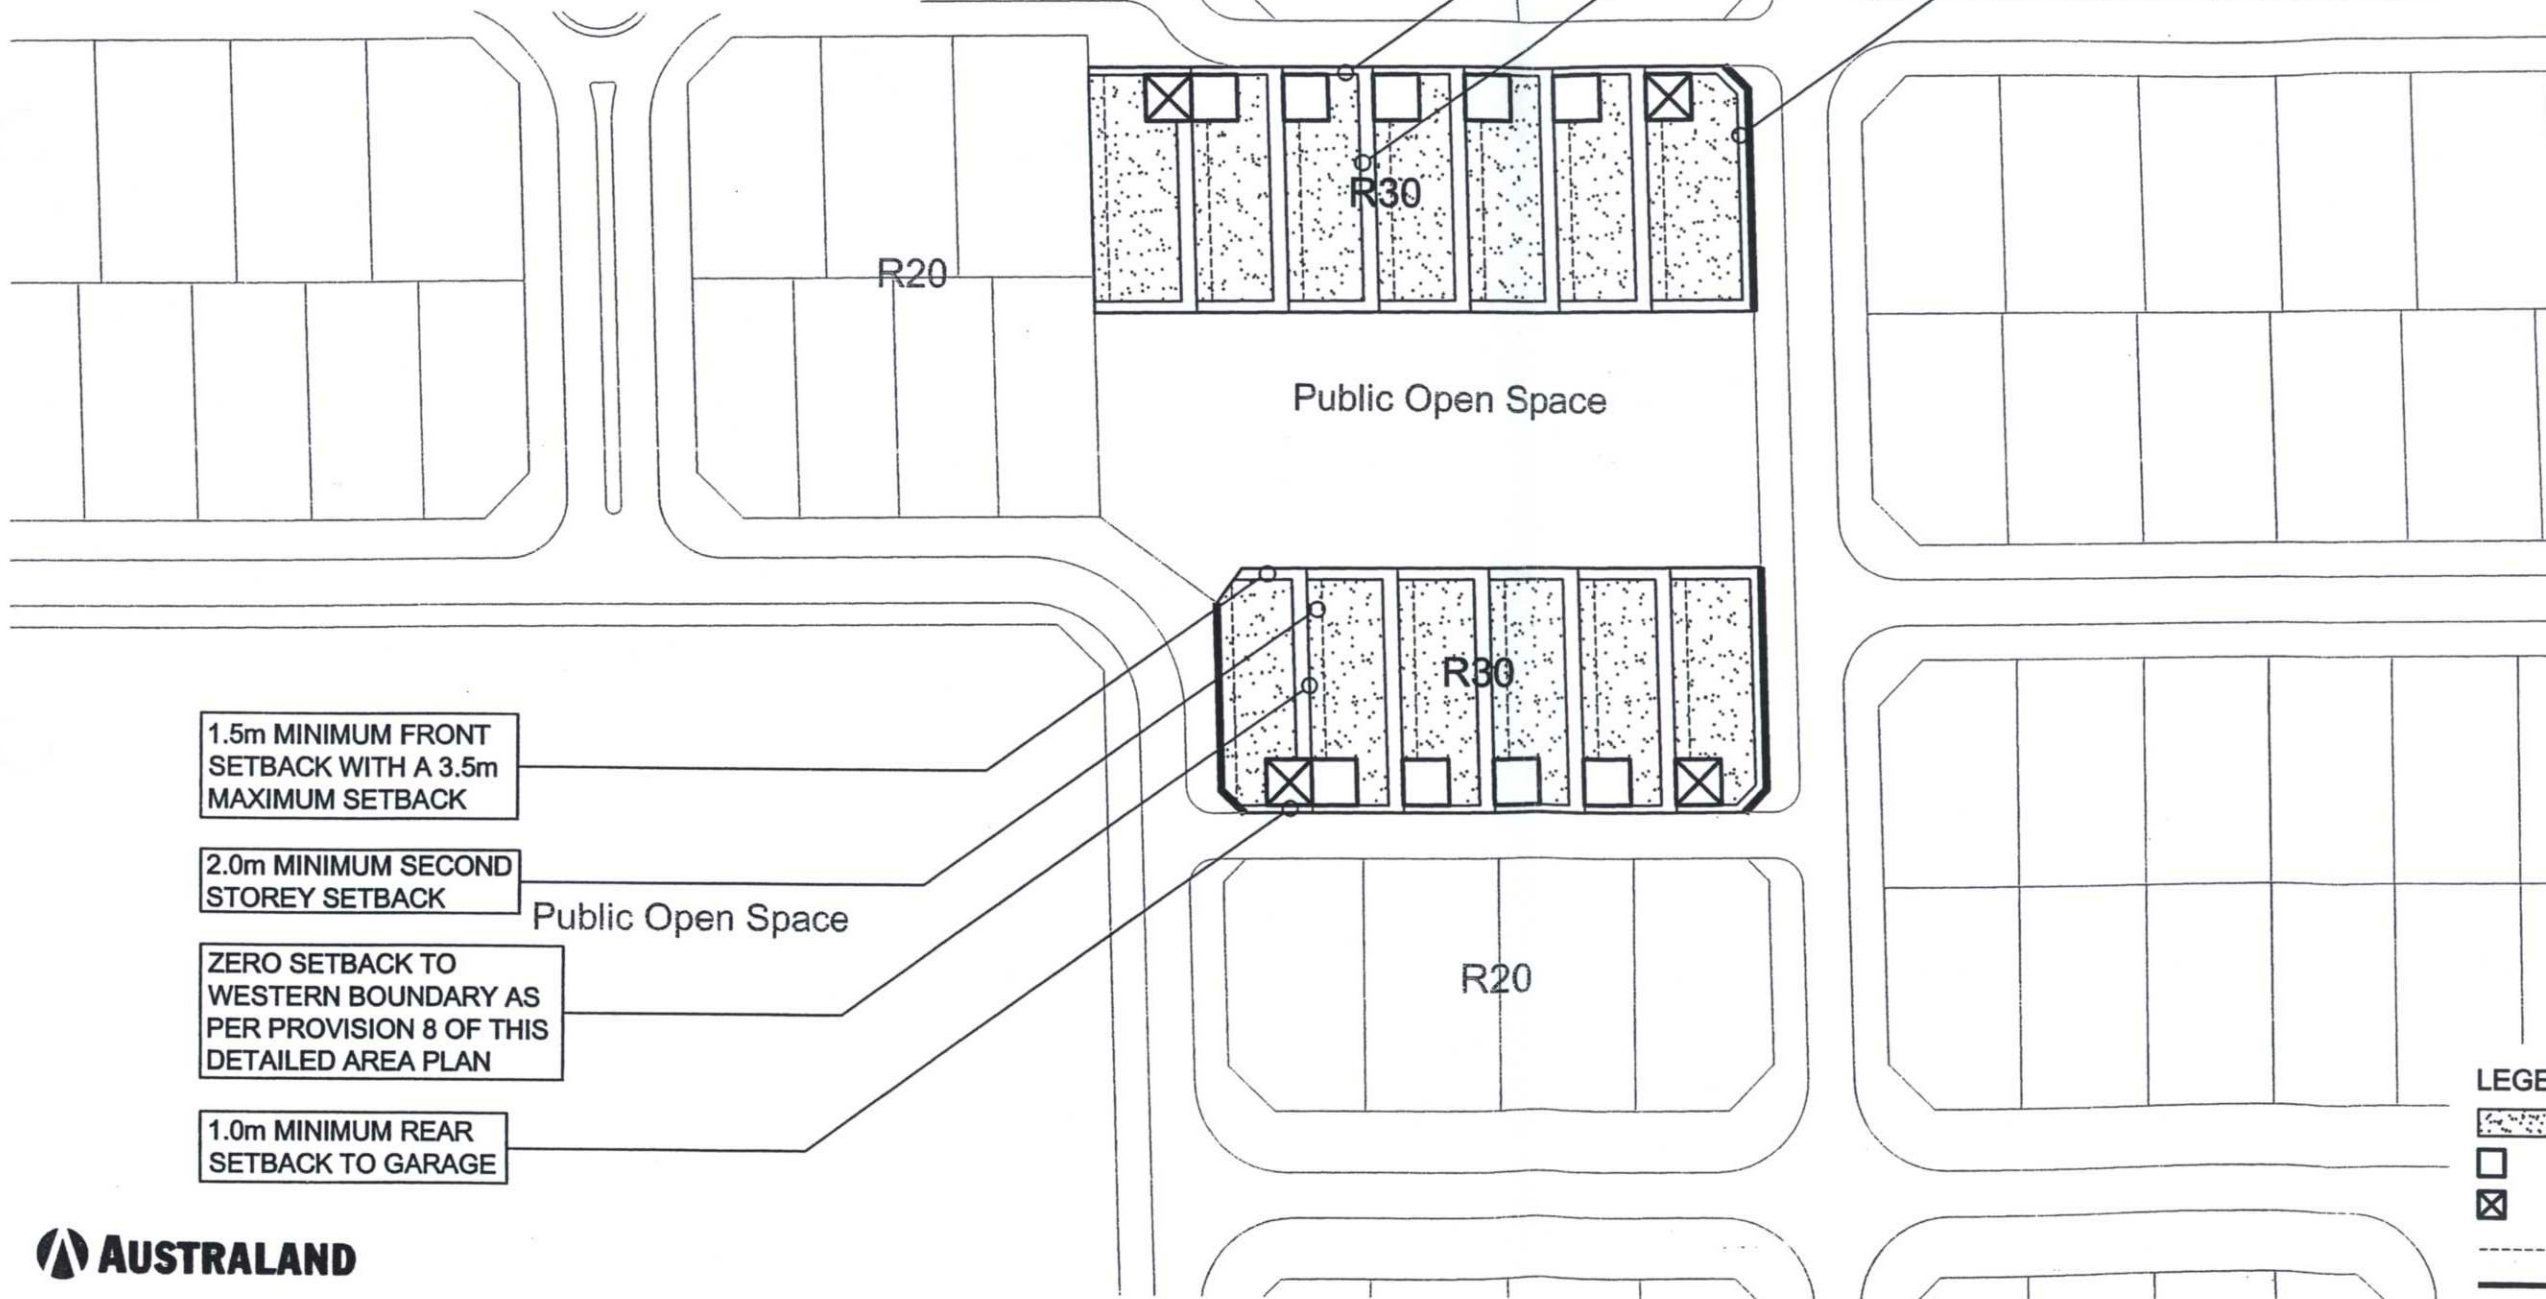 R30
R20
Public Open Space
R30
1.5m MINIMUM FRONT
SETBACK WITH A 3.5m
MAXIMUM SETBACK
2.0m MINIMUM SECOND
STOREY SETBACK
Public Open Space
ZERO SETBACK TO
WESTERN BOUNDARY AS
PER PROVISION 8 OF THIS
DETAILED AREA PLAN
R20
1.0m MINIMUM REAR
SETBACK TO GARAGE
LEGE
AUSTRALAND